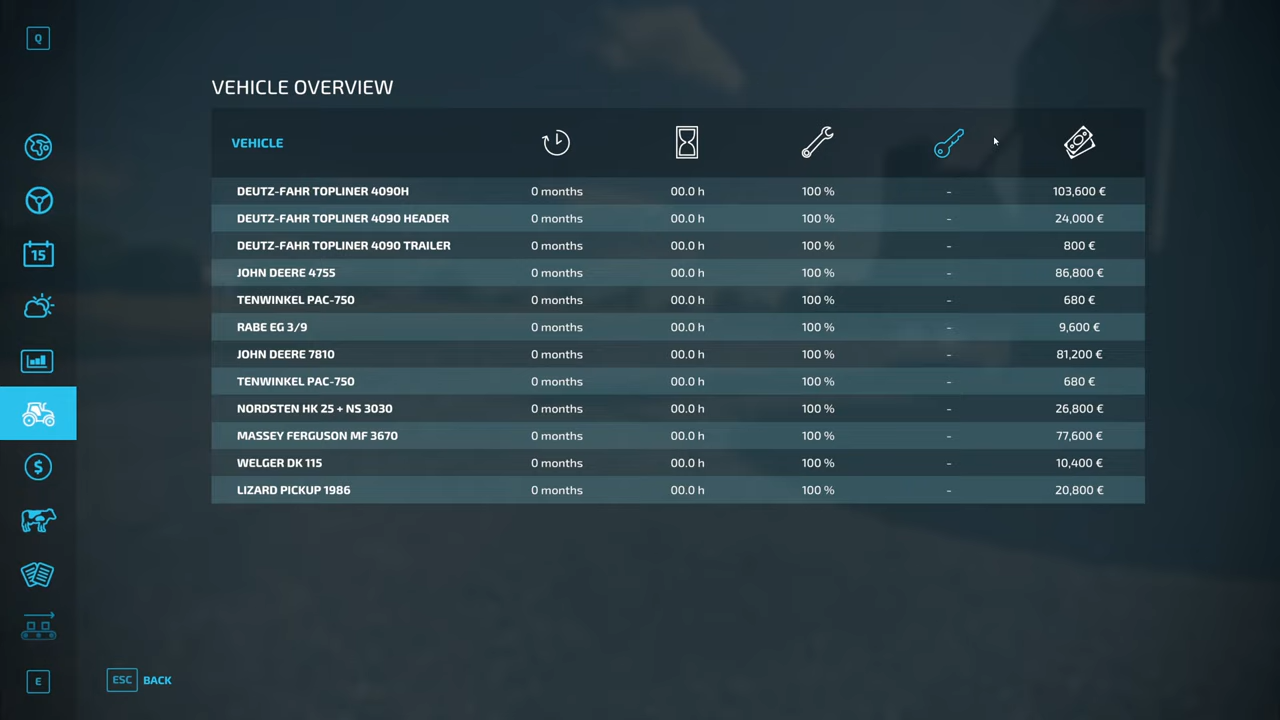 Q
VEHICLE OVERVIEW
VEHICLE
DEUTZ-FAHR TOPLINER 4090H 0 months 00.0 h 100 % - 103,600 €
DEUTZ-FAHR TOPLINER 4090 HEADER 0 months 00.0 h 100 % - 24,000 €
DEUTZ-FAHR TOPLINER 4090 TRAILER 0 months 00.0 h 100 % - 800 €
JOHN DEERE 4755 0 months 00.0 h 100 % - 86,800 €
TENWINKEL PAC-750 0 months 00.0 h 100 % - 680 €
RABE EG 3/9 0 months 00.0 h 100 % - 9,600 €
JOHN DEERE 7810 0 months 00.0 h 100 % - 81,200 €
TENWINKEL PAC-750 0 months 00.0 h 100 % - 680 €
NORDSTEN HK 25 + NS 3030 0 months 00.0 h 100 % - 26,800 €
MASSEY FERGUSON MF 3670 0 months 00.0 h 100 % - 77,600 €
WELGER DK 115 0 months 00.0 h 100 % - 10,400 €
LIZARD PICKUP 1986 0 months 00.0 h 100 % - 20,800 €
15
$
E
ESC BACK